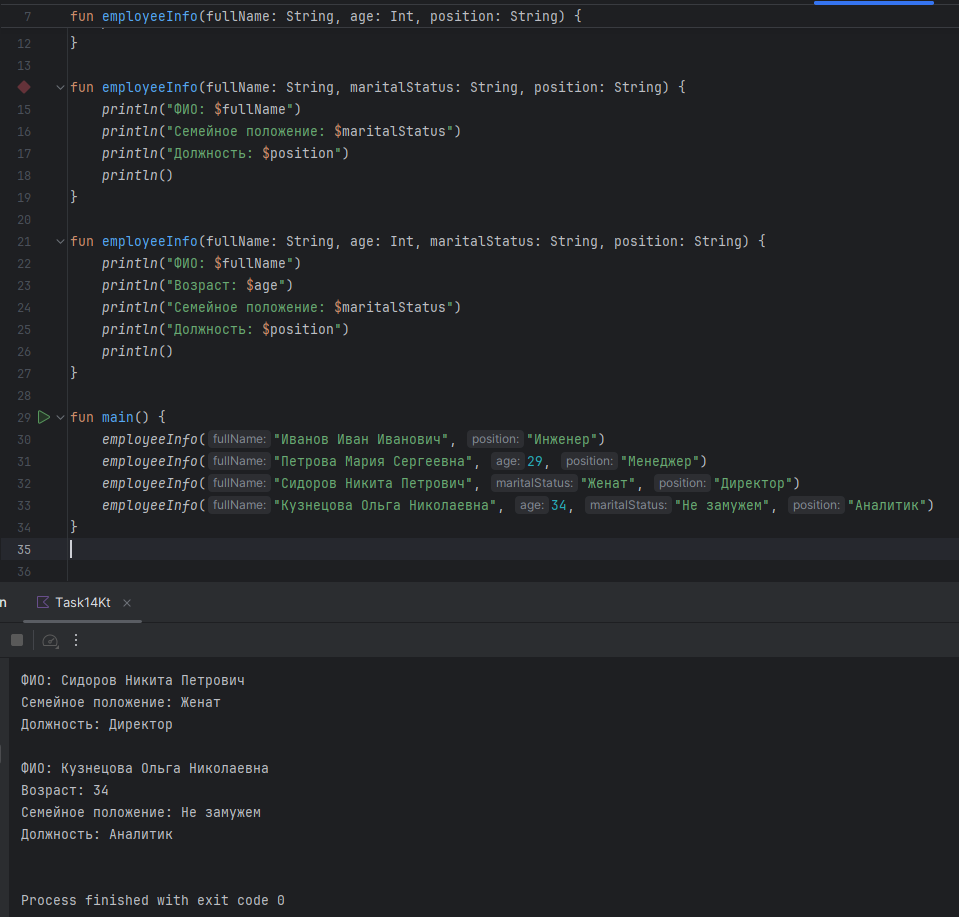 7 fun employeeInfo(fullName: String, age: Int, position: String) {
12 }
13
fun employeeInfo(fullName: String, maritalStatus: String, position: String) {
15 println("ФИО: $fullName")
16 println("Семейное положение: $maritalStatus")
17 println("Должность: $position")
18 println()
19 }
20
21 fun employeeInfo(fullName: String, age: Int, maritalStatus: String, position: String) {
22 println("ФИО: $fullName")
23 println("Возраст: $age")
24 println("Семейное положение: $maritalStatus")
25 println("Должность: $position")
26 println()
27 }
28
29 fun main() {
30 employeeInfo( fullName: "Иванов Иван Иванович", position: "Инженер")
31 employeeInfo( fullName: "Петрова Мария Сергеевна", age: 29, position: "Менеджер")
32 employeeInfo( fullName: "Сидоров Никита Петрович", maritalStatus: "Женат", position: "Директор")
33 employeeInfo( fullName: "Кузнецова Ольга Николаевна", age: 34, maritalStatus: "Не замужем", position: "Аналитик")
34 }
35
36
n Task14Kt
ФИО: Сидоров Никита Петрович
Семейное положение: Женат
Должность: Директор
ФИО: Кузнецова Ольга Николаевна
Возраст: 34
Семейное положение: Не замужем
Должность: Аналитик
Process finished with exit code 0